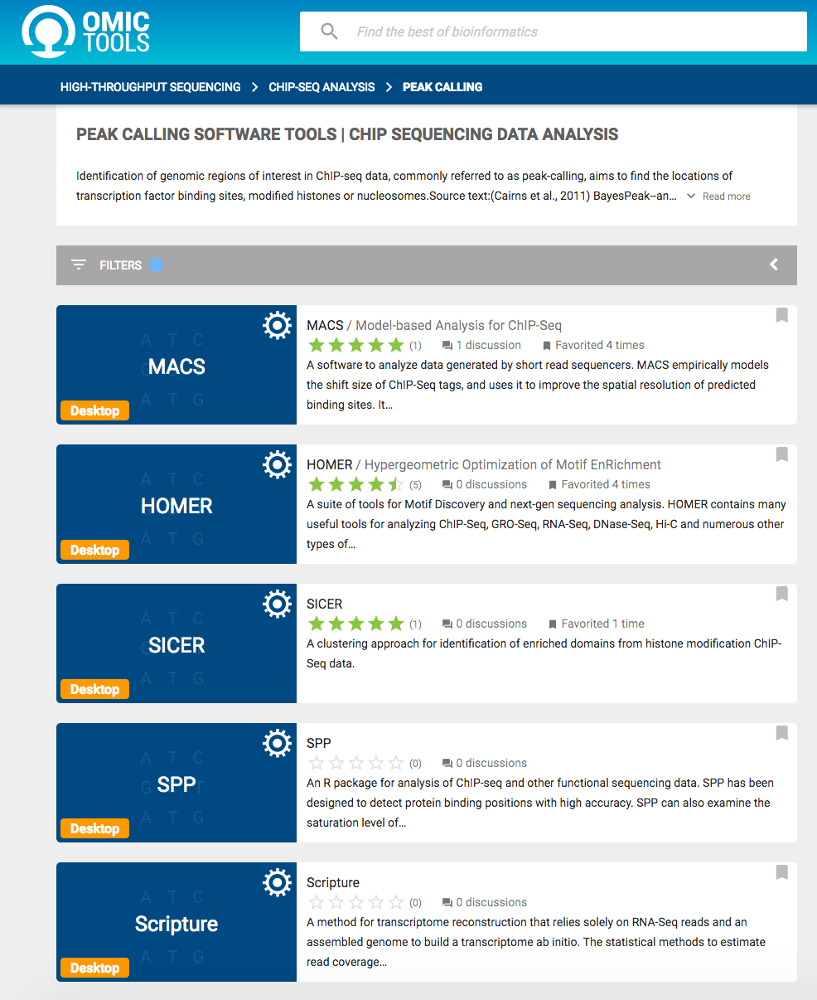 OMIC
TOOLS
Find the best of bioinformatics
HIGH-THROUGHPUT SEQUENCING > CHIP-SEQ ANALYSIS > PEAK CALLING
PEAK CALLING SOFTWARE TOOLS | CHIP SEQUENCING DATA ANALYSIS
Identification of genomic regions of interest in ChIP-seq data, commonly referred to as peak-calling, aims to find the locations of
transcription factor binding sites, modified histones or nucleosomes.Source text:(Cairns et al., 2011) BayesPeak--an... Read more
FILTERS
A T C
G
MACS
A T G
Desktop
MACS / Model-based Analysis for ChIP-Seq
(1) 1 discussion Favorited 4 times
A software to analyze data generated by short read sequencers. MACS empirically models
the shift size of ChIP-Seq tags, and uses it to improve the spatial resolution of predicted
binding sites. It...
A T C
HOMER
A T G
Desktop
HOMER / Hypergeometric Optimization of Motif EnRichment
(5) 0 discussions Favorited 4 times
A suite of tools for Motif Discovery and next-gen sequencing analysis. HOMER contains many
useful tools for analyzing ChIP-Seq, GRO-Seq, RNA-Seq, DNase-Seq, Hi-C and numerous other
types of...
A T C
G
SICER
A T G
Desktop
SICER
(1) 0 discussions Favorited 1 time
A clustering approach for identification of enriched domains from histone modification ChIP-
Seq data.
A T C
G T
SPP
A T G
Desktop
SPP
(0) 0 discussions
An R package for analysis of ChIP-seq and other functional sequencing data. SPP has been
designed to detect protein binding positions with high accuracy. SPP can also examine the
saturation level of...
A T C
Scripture
A T G
Desktop
Scripture
(0) 0 discussions
A method for transcriptome reconstruction that relies solely on RNA-Seq reads and an
assembled genome to build a transcriptome ab initio. The statistical methods to estimate
read coverage...